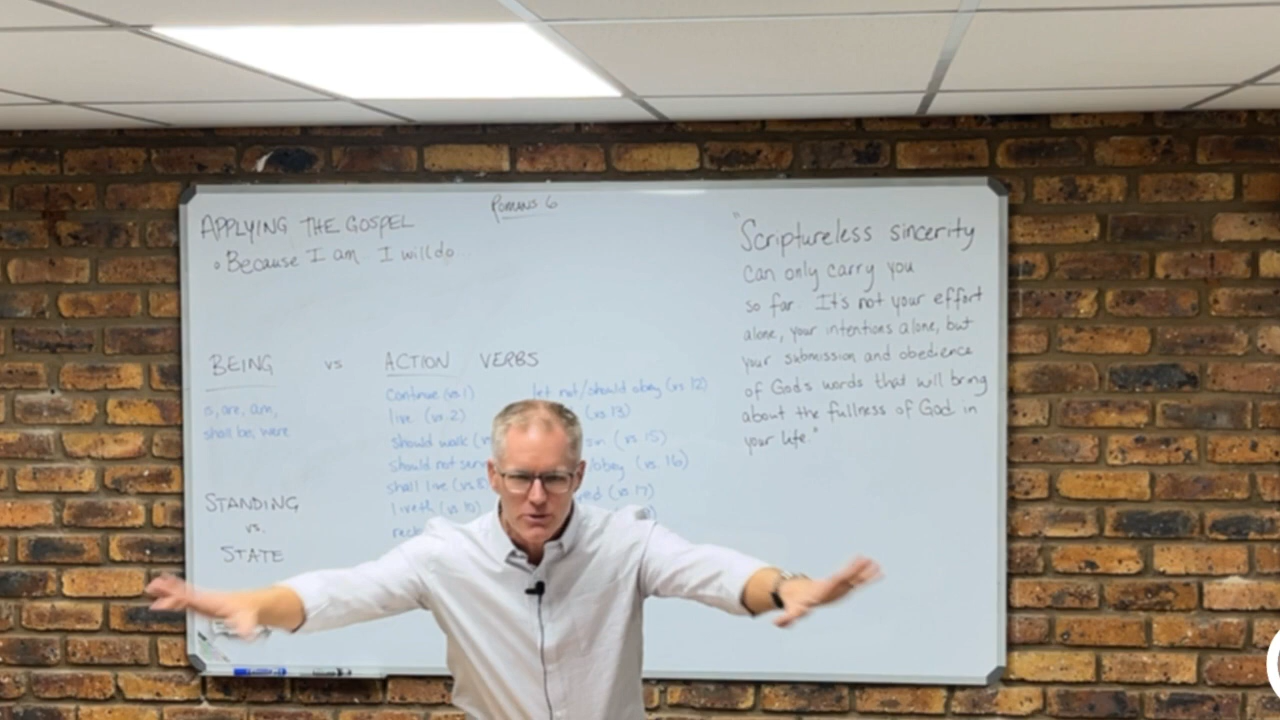 Romans 6
APPLYING THE GOSPEL
Because I am I will do
BEING vs ACTION VERBS
is, are, am,
shall be, were
continue (vs 1)
live (vs. 2)
should walk (vs
should not serve
shall live (vs 8
liveth (vs 10)
reck
let not/should obey (vs 12)
(vs 13)
sin (vs 15)
/obey (vs. 16)
(vs 17)
STANDING
vs.
STATE
"Scriptureless sincerity
can only carry you
so far. It's not your effort
alone, your intentions alone, but
your submission and obedience
of God's words that will bring
about the fullness of God in
your life."